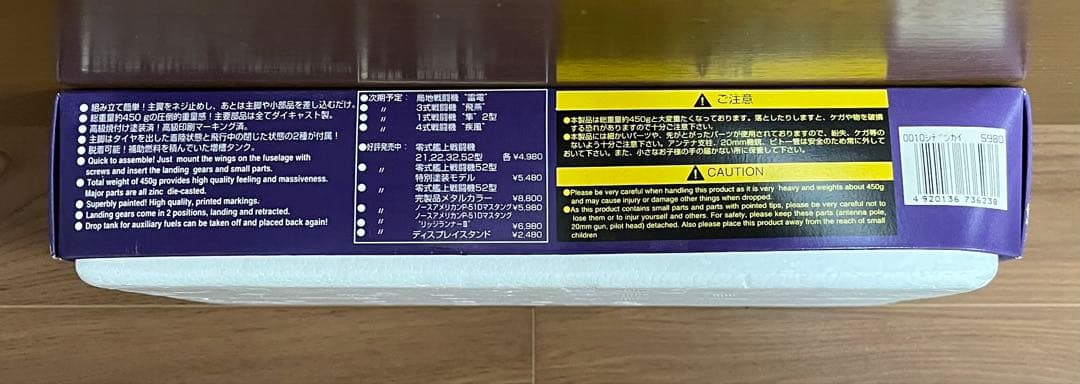 ●組み立て簡単！主翼をネジ止めし、あとは主脚や小部品を差し込むだけ。
●総重量約450gの圧倒的重量感！主要部品は全てダイキャスト製。
●高級焼付け塗装済！高級印刷マーキング済。
●主脚はタイヤを出した着陸状態と飛行中の閉じた状態の2種が付属！
●脱着可能！補助燃料を積んでいた増槽タンク。
●Quick to assemble! Just mount the wings on the fuselage with
screws and insert the landing gears and small parts.
●Total weight of 450g provides high quality feeling and massiveness.
Major parts are all zinc die-casted.
●Superbly painted! High quality, printed markings.
●Landing gears come in 2 positions, landing and retracted.
●Drop tank for auxiliary fuels can be taken off and placed back again!
●次期予定： 局地戦闘機 “雷電”
● 〃 3式戦闘機 “飛燕”
● 〃 1式戦闘機 “隼” 2型
● 〃 4式戦闘機 “疾風”
●好評発売中： 零式艦上戦闘機
21,22,32,52型 各 ¥4,980
● 〃 零式艦上戦闘機52型
特別塗装モデル ¥5,480
● 〃 零式艦上戦闘機52型
完製品メタルカラー ¥8,800
● 〃 ノースアメリカンP-51Dマスタング ¥5,980
● 〃 ノースアメリカンP-51Dマスタング
“リッジランナーⅢ” ¥6,980
● 〃 ディスプレイスタンド ¥2,480
ご注意
●本製品は総重量約450gと大変重たくなっております。落としたりしますと、ケガや物を破損
する恐れがありますので十分ご注意下さい。
●本製品には細かいパーツや、先がとがったパーツが使用されておりますので、紛失、ケガ等の
ないよう十分ご注意下さい。アンテナ支柱、20mm機銃、ピトー管は安全のため常に外して
おいて下さい。また、小さなお子様の手の届かない所に保管して下さい。
CAUTION
●Please be very careful when handling this product as it is very heavy and weights about 450g
and may cause injury or damage other things when dropped.
●As this product contains small parts and parts with pointed tips, please be very careful not to
lose them or to injur yourself and others. For safety, please keep these parts (antenna pole,
20mm gun, pilot head) detached. Also please place this product away from the reach of small
children
0010シデンカイ 5980
4 920136 736238